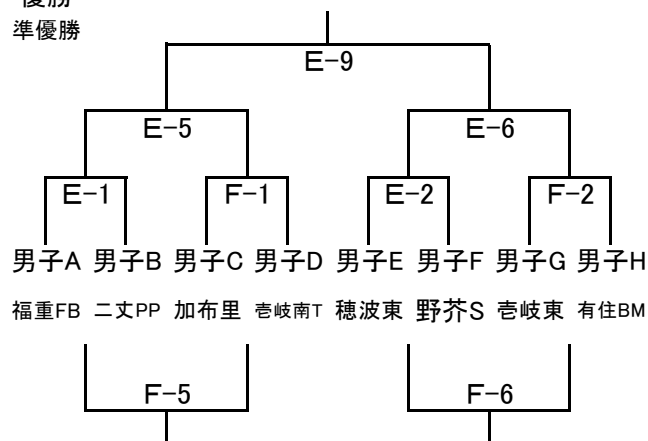 優勝
準優勝
E-9
E-5 E-6
E-1 F-1 E-2 F-2
男子A 男子B 男子C 男子D 男子E 男子F 男子G 男子H
福重FB 二丈PP 加布里 壱岐南T 穂波東 野芥S 壱岐東 有住BM
F-5 F-6